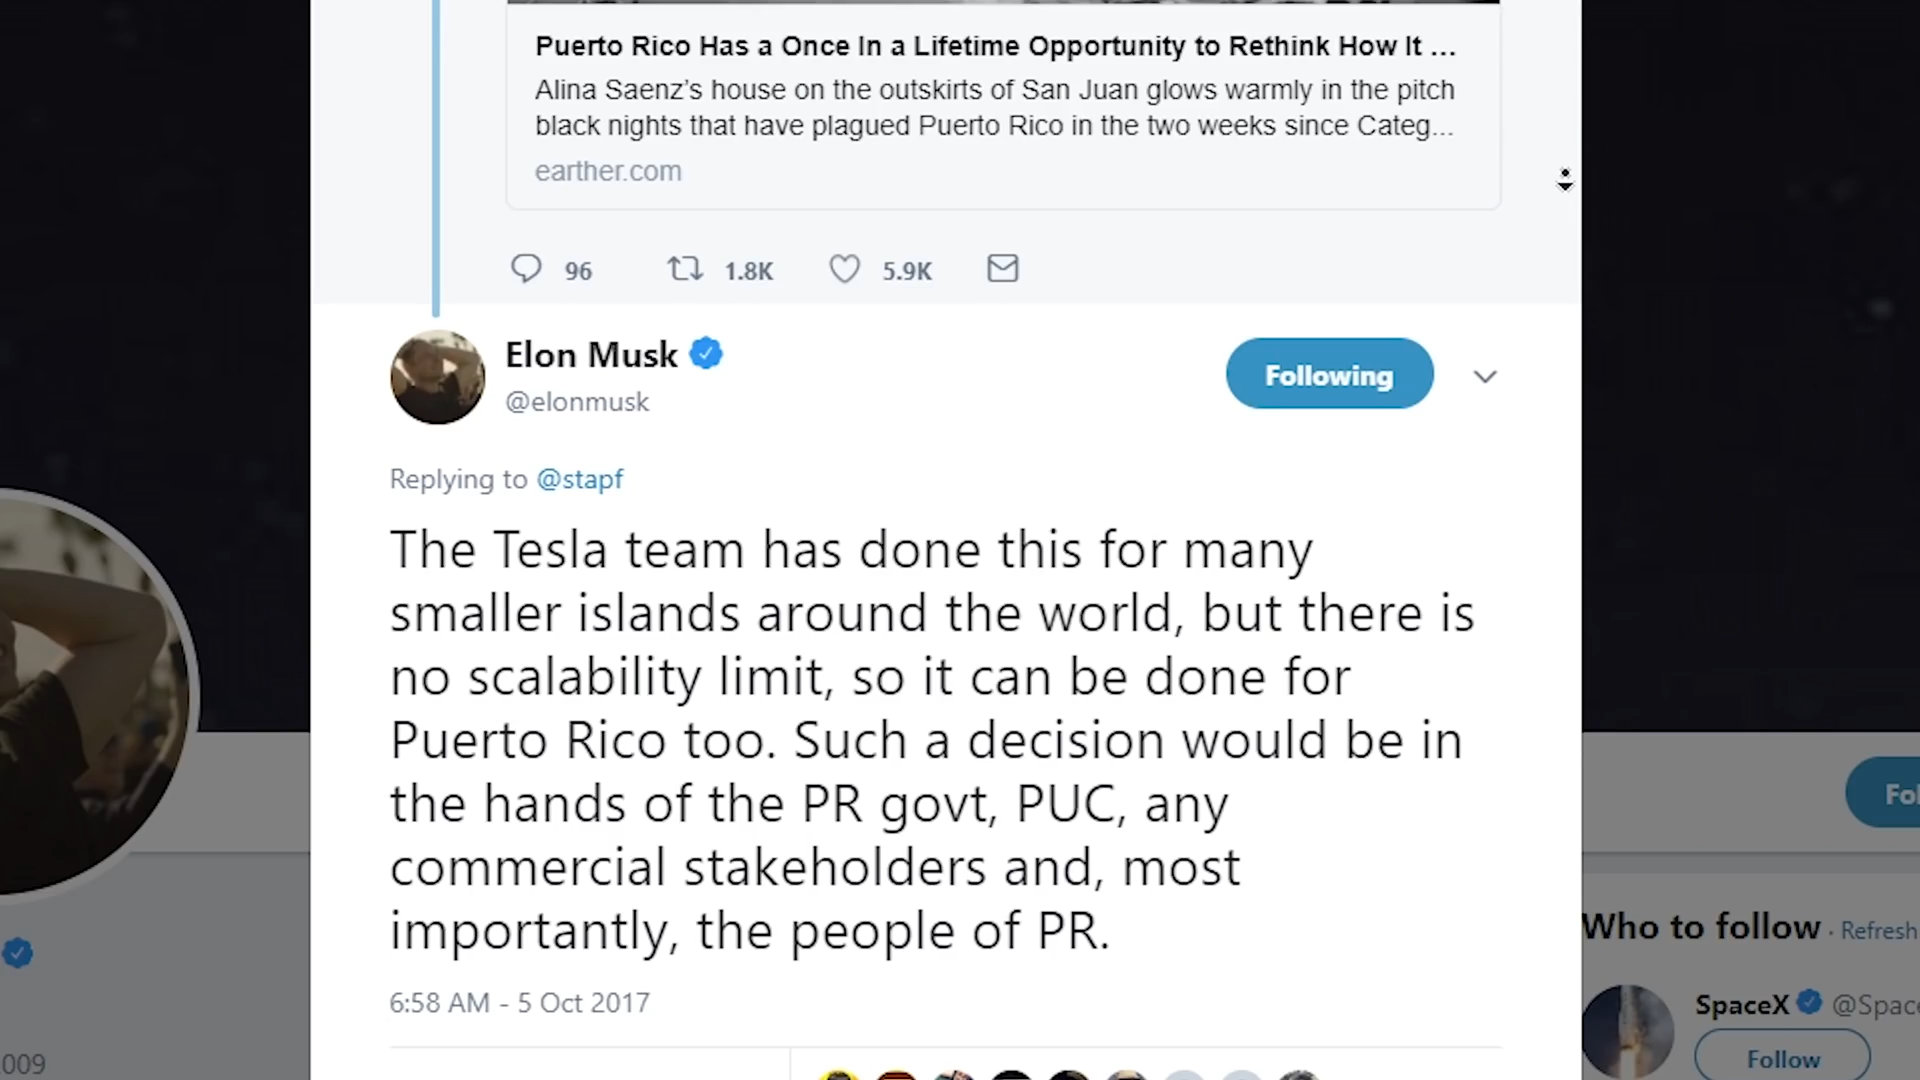 Puerto Rico Has a Once In a Lifetime Opportunity to Rethink How It ...
Alina Saenz's house on the outskirts of San Juan glows warmly in the pitch
black nights that have plagued Puerto Rico in the two weeks since Categ...
earther.com
96 1.8K 5.9K
Elon Musk
@elonmusk
Following
Replying to @stapf
The Tesla team has done this for many
smaller islands around the world, but there is
no scalability limit, so it can be done for
Puerto Rico too. Such a decision would be in
the hands of the PR govt, PUC, any
commercial stakeholders and, most
importantly, the people of PR.
6:58 AM - 5 Oct 2017
2009
Fol
Who to follow · Refresh
SpaceX @Space
Follow